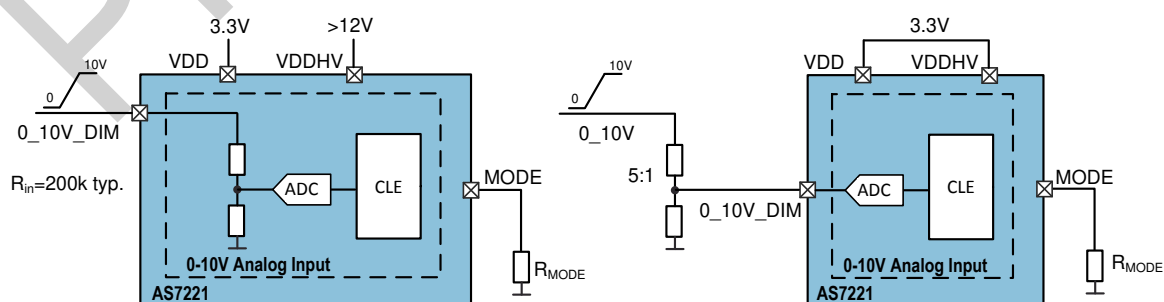 3.3V
>12V
VDD
VDDHV
10V
0
0_10V_DIM
Rin=200k typ.
ADC
CLE
MODE
RMODE
0-10V Analog Input
AS7221
3.3V
VDD
VDDHV
10V
0
0_10V
5:1
0_10V_DIM
ADC
CLE
MODE
RMODE
0-10V Analog Input
AS7221